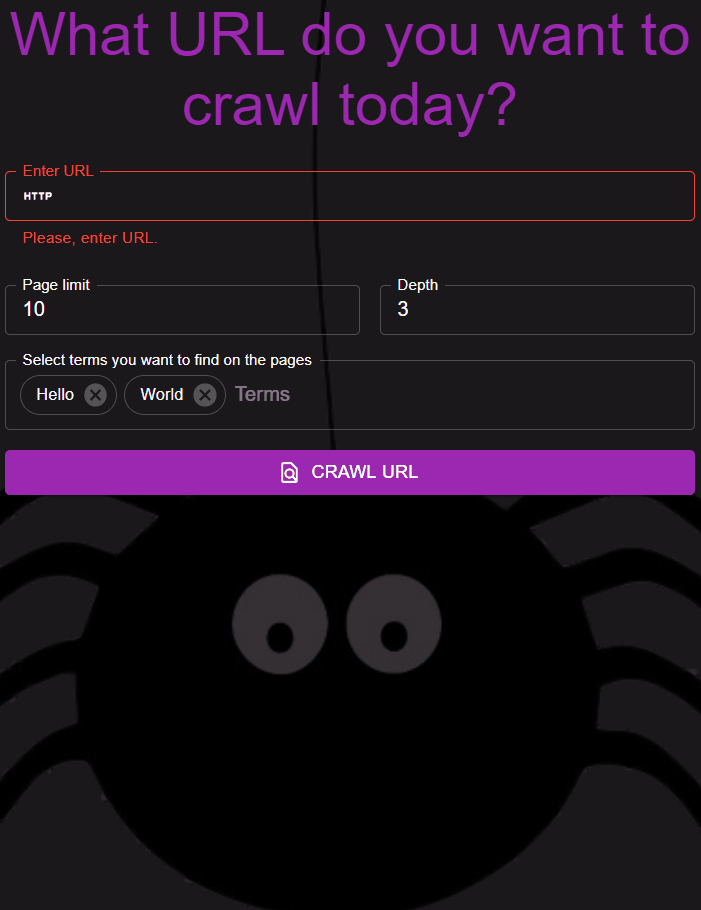 What URL do you want to
crawl today?
Enter URL
HTTP
Please, enter URL.
Page limit
10
Depth
3
Select terms you want to find on the pages
Hello
World
Terms
CRAWL URL